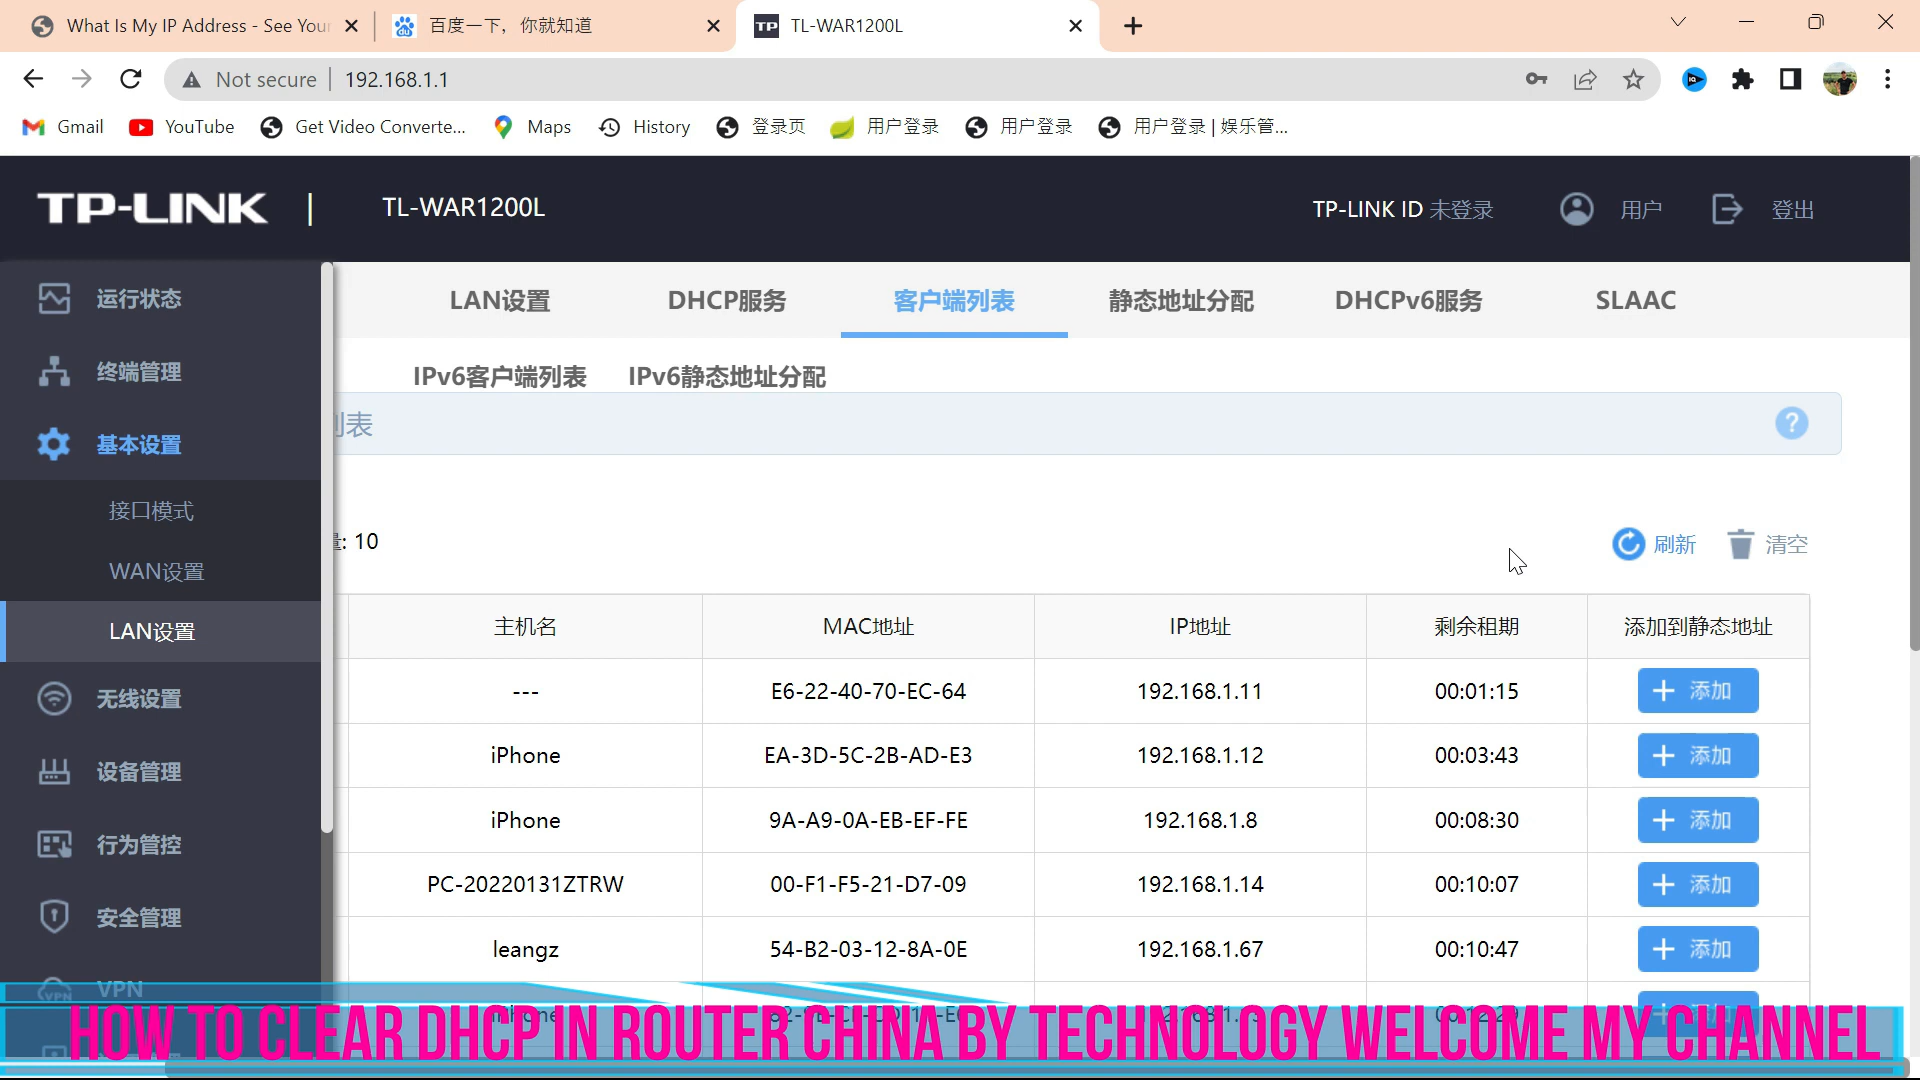 What Is My IP Address - See Your
百度一下，你就知道
TL-WAR1200L
Not secure
192.168.1.1
Gmail
YouTube
Get Video Converte...
Maps
History
登录页
用户登录
用户登录
用户登录 | 娱乐管...
TP-LINK
|
TL-WAR1200L
TP-LINK ID 未登录
用户
登出
运行状态
终端管理
基本设置
接口模式
WAN设置
LAN设置
无线设置
设备管理
行为管控
安全管理
VPN
LAN设置
DHCP服务
客户端列表
静态地址分配
DHCPv6服务
SLAAC
IPv6客户端列表
IPv6静态地址分配
列表
?
量: 10
刷新
清空
主机名 MAC地址 IP地址 剩余租期 添加到静态地址
--- E6-22-40-70-EC-64 192.168.1.11 00:01:15 添加
iPhone EA-3D-5C-2B-AD-E3 192.168.1.12 00:03:43 添加
iPhone 9A-A9-0A-EB-EF-FE 192.168.1.8 00:08:30 添加
PC-20220131ZTRW 00-F1-F5-21-D7-09 192.168.1.14 00:10:07 添加
leangz 54-B2-03-12-8A-0E 192.168.1.67 00:10:47 添加
HOW TO CLEAR DHCP IN ROUTER CHINA BY TECHNOLOGY WELCOME MY CHANNEL